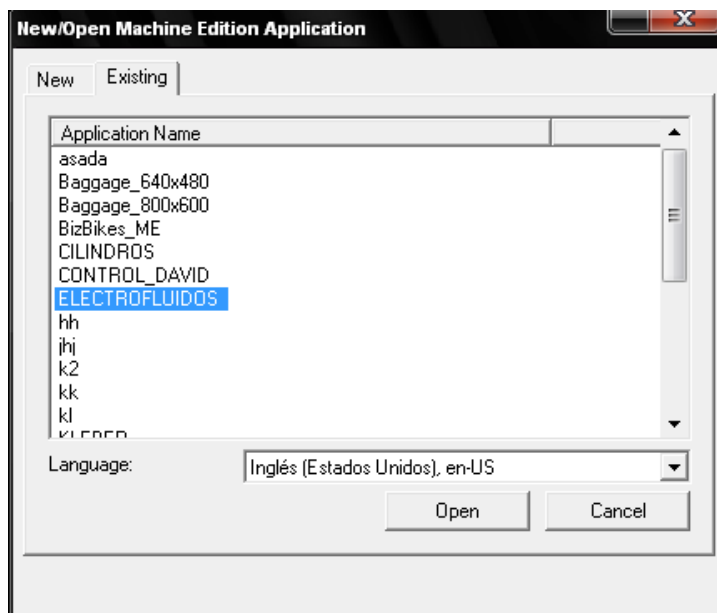 New/Open Machine Edition Application
New Existing
Application Name
asada
Baggage_640x480
Baggage_800x600
BizBikes_ME
CILINDROS
CONTROL_DAVID
ELECTROFLUIDOS
hh
jhj
k2
kk
kl
Language: Inglés (Estados Unidos), en-US
Open Cancel